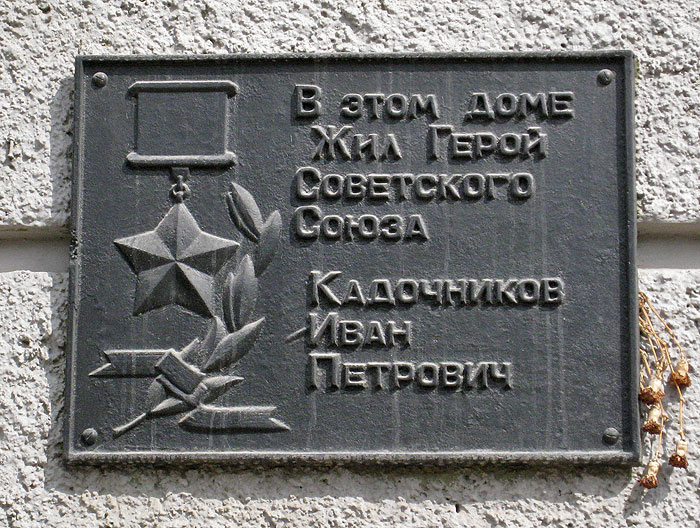 В этом доме
Жил Герой
Советского
Союза
Кадочников
Иван
Петрович